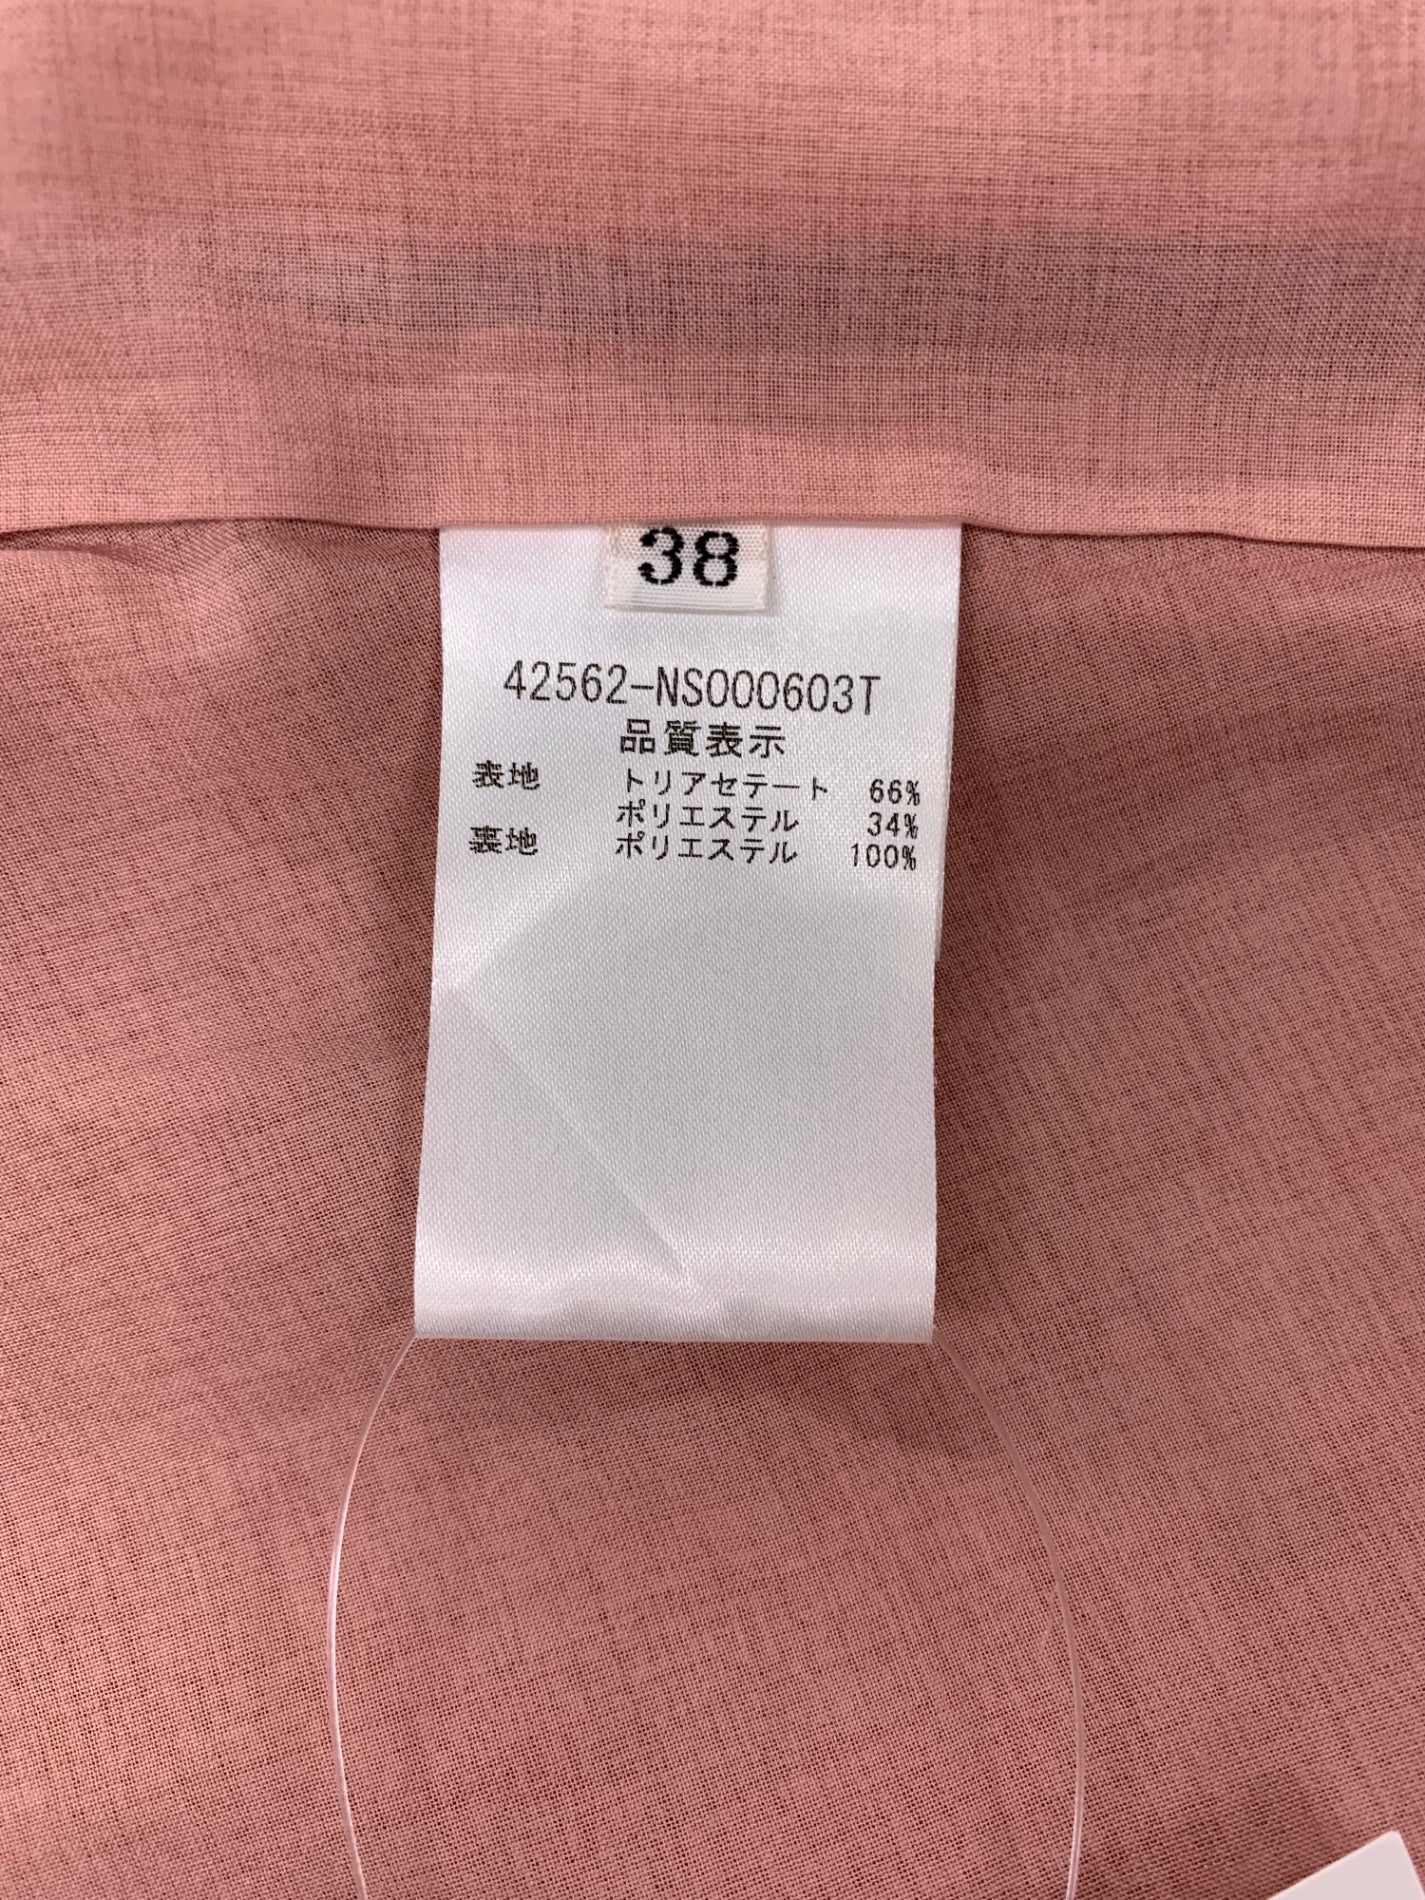 38
42562-NS000603T
品質表示
表地 トリアセテート 66%
ポリエステル 34%
裏地 ポリエステル 100%